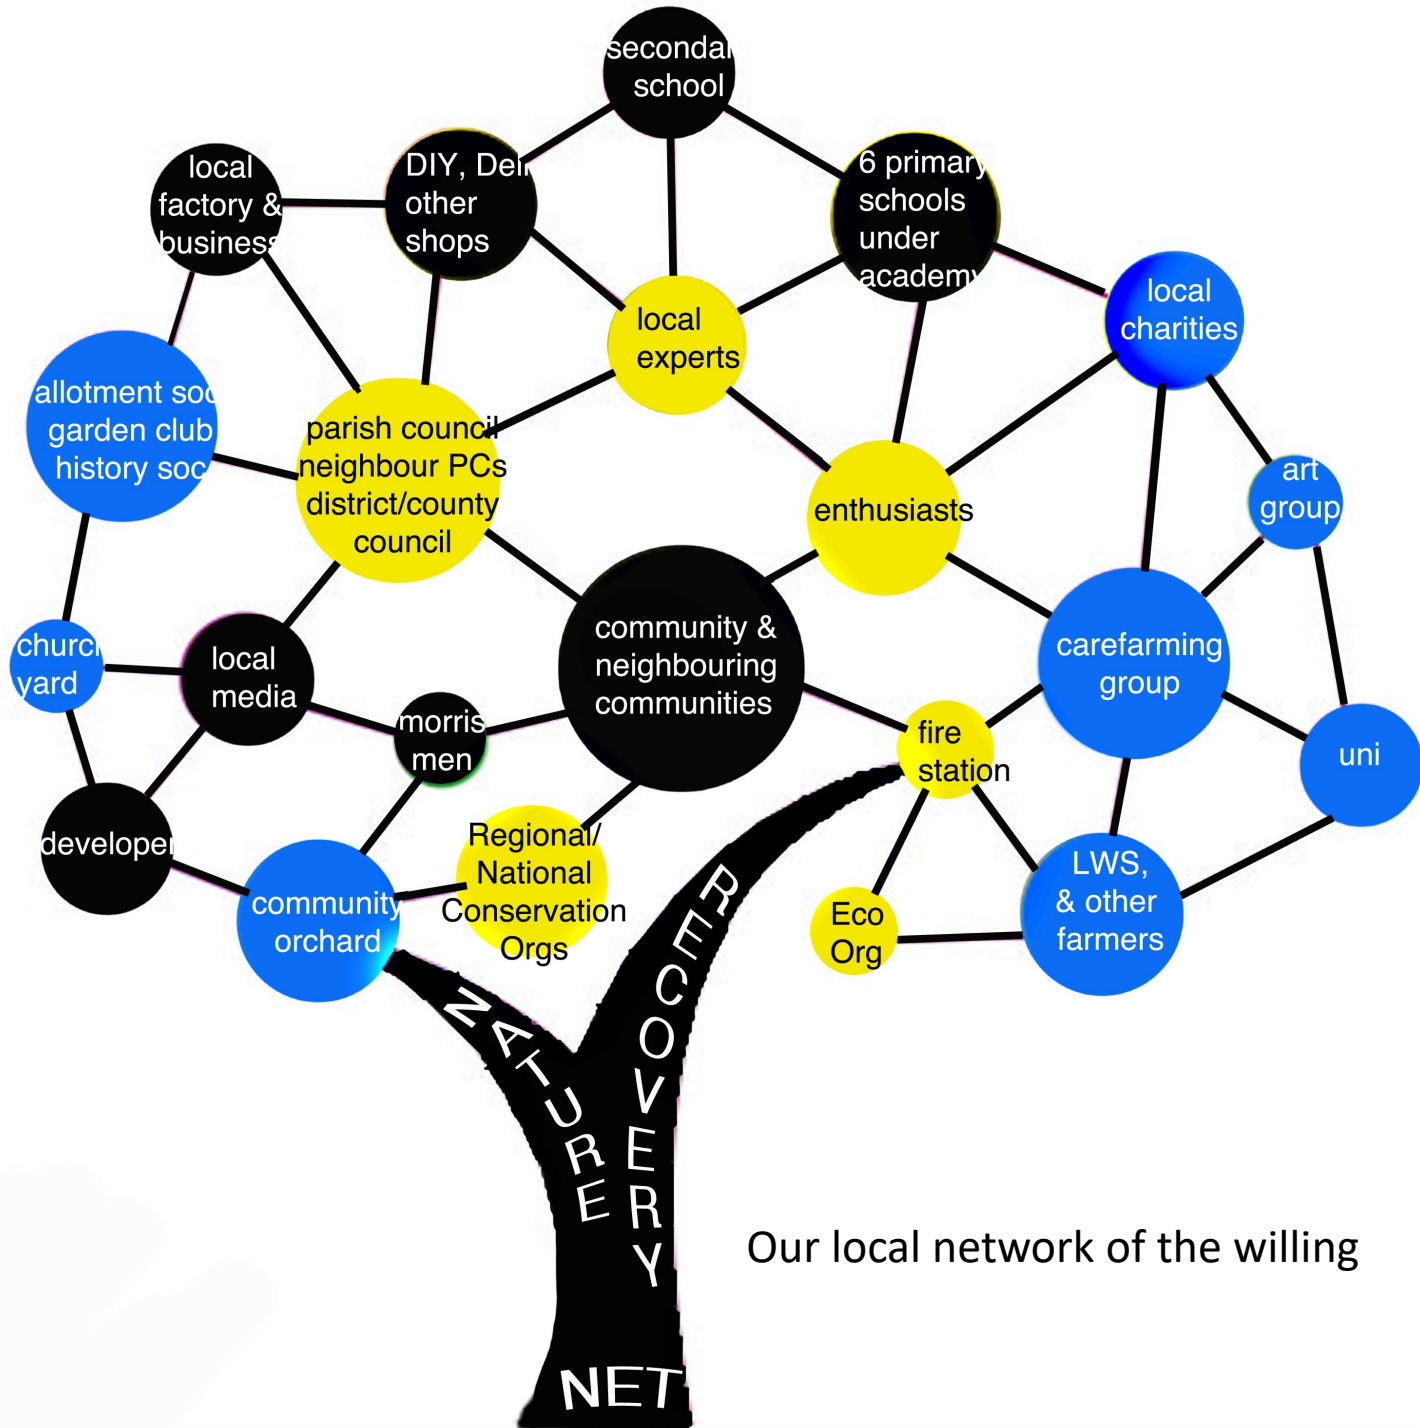 secondar
school
local
factory &
business
DIY, Deli
other
shops
6 primary
schools
under
academy
local
charities
local
experts
allotment soc
garden club
history soc
parish council
neighbour PCs
district/county
council
enthusiasts
art
group
community &
neighbouring
communities
carefarming
group
church
yard
local
media
morris
men
fire
station
uni
developer
community
orchard
Regional/
National
Conservation
Orgs
Eco
Org
LWS,
& other
farmers
NATURE
RECOVERY
NET
Our local network of the willing